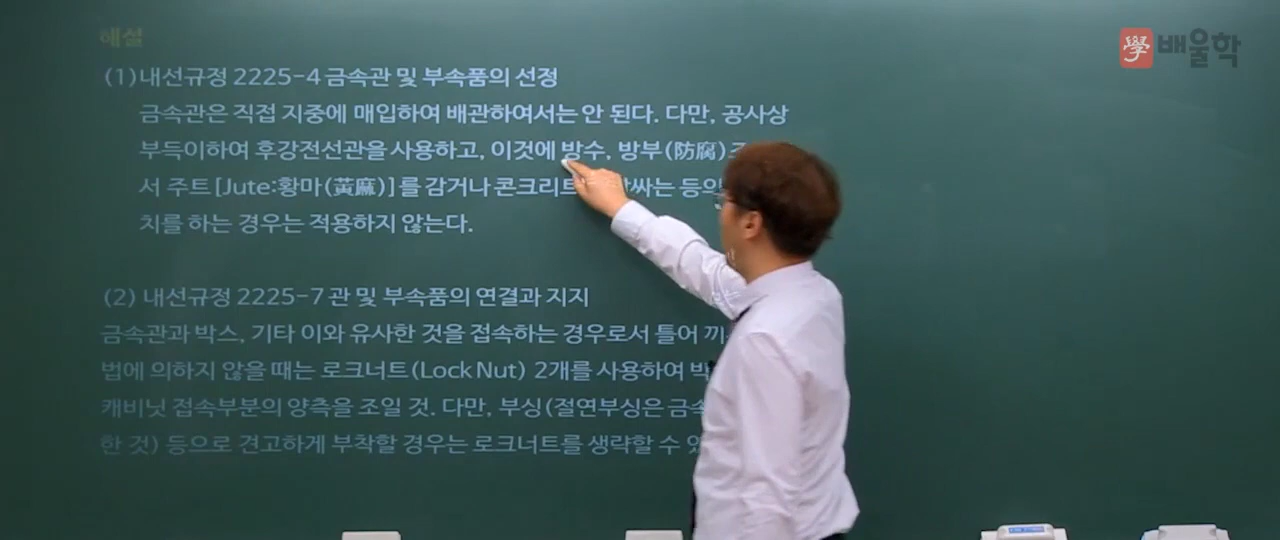 해설
學 배울학
(1)내선규정 2225-4 금속관 및 부속품의 선정
금속관은 직접 지중에 매입하여 배관하여서는 안 된다. 다만, 공사상
부득이하여 후강전선관을 사용하고, 이것에 방수, 방부(防腐)
서 주트[Jute:황마(黃麻)]를 감거나 콘크리트 감싸는 등의
치를 하는 경우는 적용하지 않는다.
(2) 내선규정 2225-7 관 및 부속품의 연결과 지지
금속관과 박스, 기타 이와 유사한 것을 접속하는 경우로서 틀어 끼
법에 의하지 않을 때는 로크너트(Lock Nut) 2개를 사용하여
캐비닛 접속부분의 양측을 조일 것. 다만, 부싱(절연부싱은 금속
한 것) 등으로 견고하게 부착할 경우는 로크너트를 생략할 수